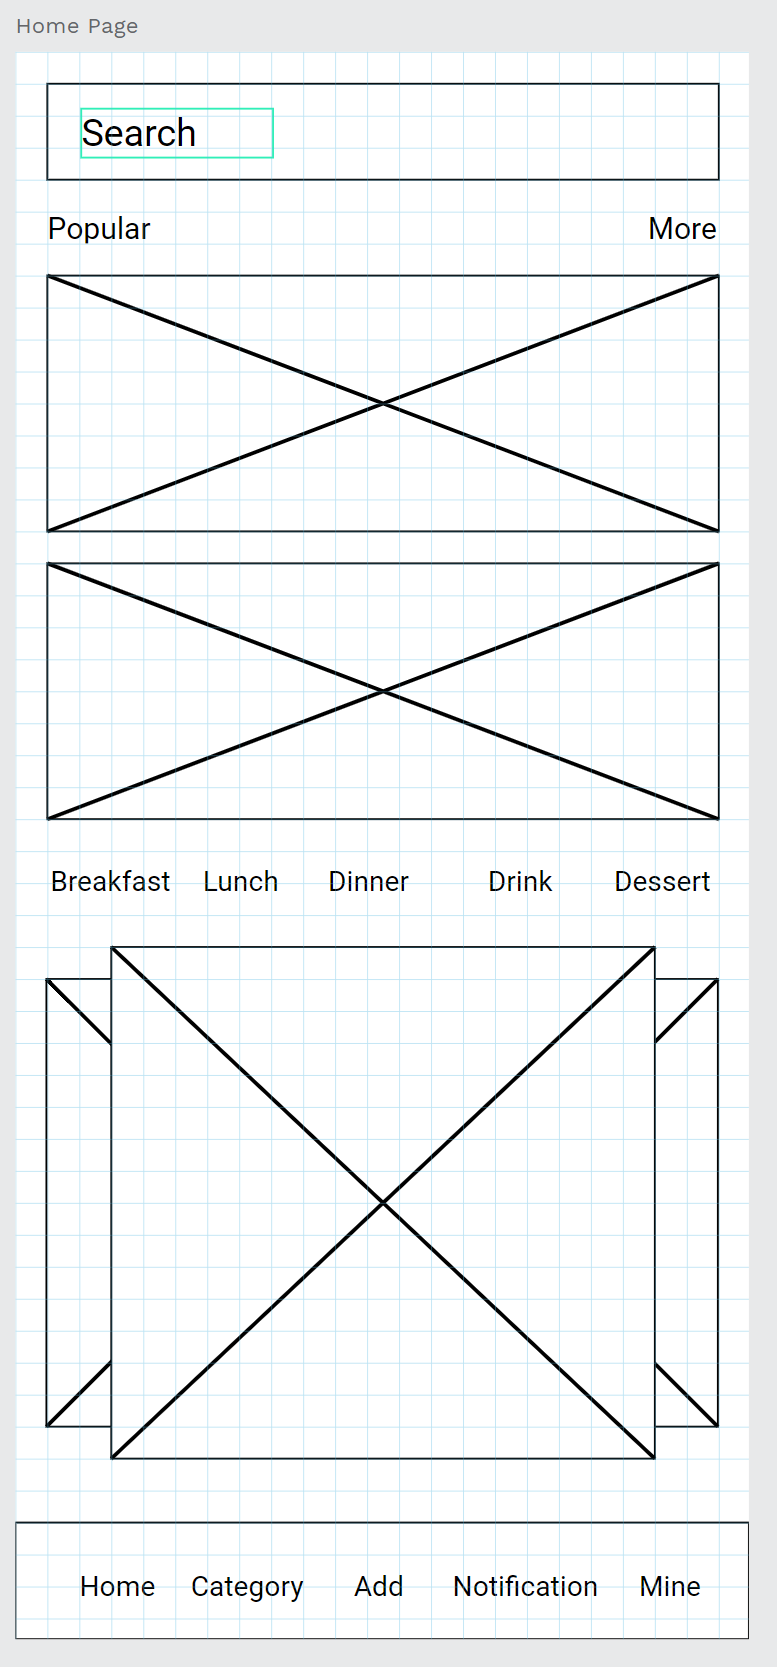 Home Page
Search
Popular More
Breakfast Lunch Dinner Drink Dessert
Home Category Add Notification Mine